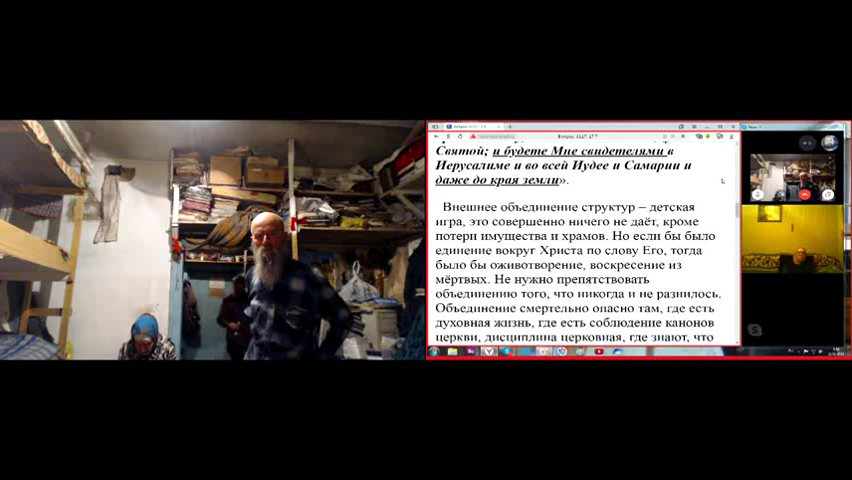 Святой; и будете Мне свидетелями в
Иерусалиме и во всей Иудее и Самарии и
даже до края земли».
Внешнее объединение структур – детская
игра, это совершенно ничего не даёт, кроме
потери имущества и храмов. Но если бы было
единение вокруг Христа по слову Его, тогда
было бы оживотворение, воскресение из
мёртвых. Не нужно препятствовать
объединению того, что никогда и не разнилось.
Объединение смертельно опасно там, где есть
духовная жизнь, где есть соблюдение канонов
церкви, дисциплина церковная, где знают, что